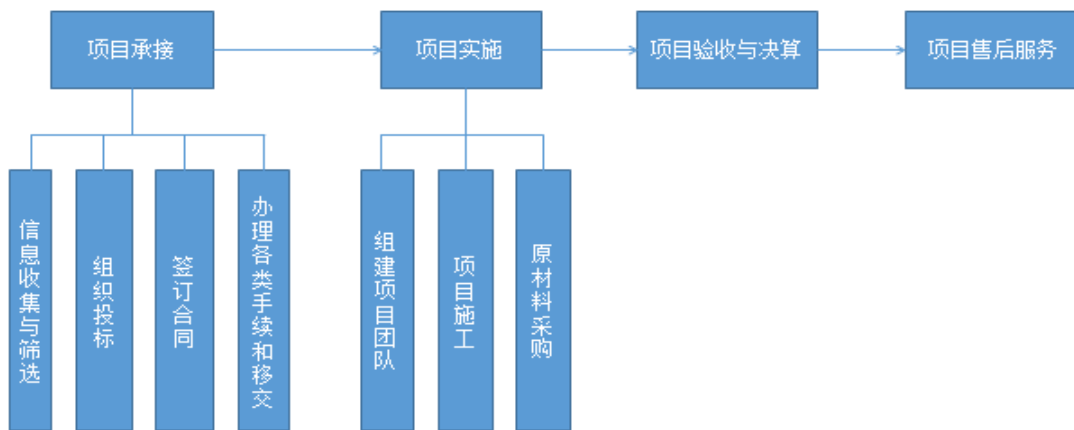 项目承接
项目实施
项目验收与决算
项目售后服务
信息收集与筛选
组织投标
签订合同
办理各类手续和移交
组建项目团队
项目施工
原材料采购